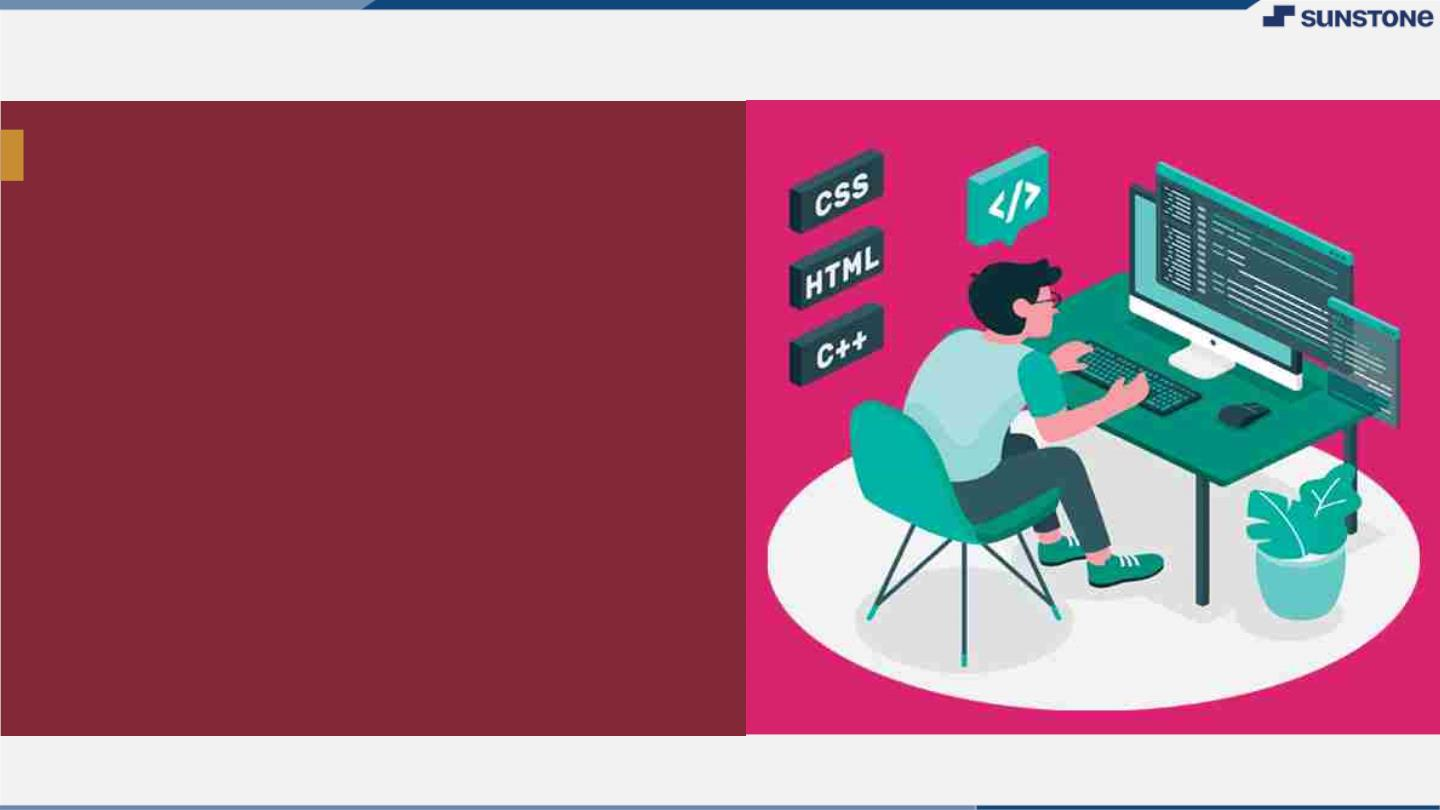 SUNSTONE
CSS
</>
HTML
C++